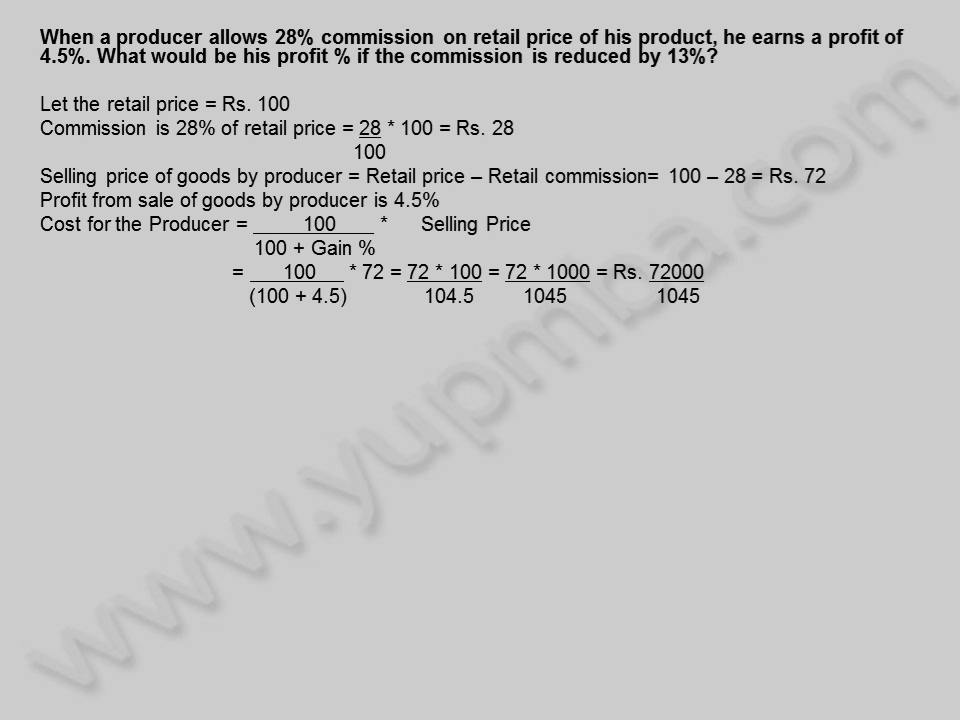 When a producer allows 28% commission on retail price of his product, he earns a profit of
4.5%. What would be his profit % if the commission is reduced by 13%?
Let the retail price = Rs. 100
Commission is 28% of retail price = 28 * 100 = Rs. 28
100
Selling price of goods by producer = Retail price – Retail commission= 100 – 28 = Rs. 72
Profit from sale of goods by producer is 4.5%
Cost for the Producer = 100 * Selling Price
100 + Gain %
= 100 * 72 = 72 * 100 = 72 * 1000 = Rs. 72000
(100 + 4.5) 104.5 1045 1045
www.yupmba.com